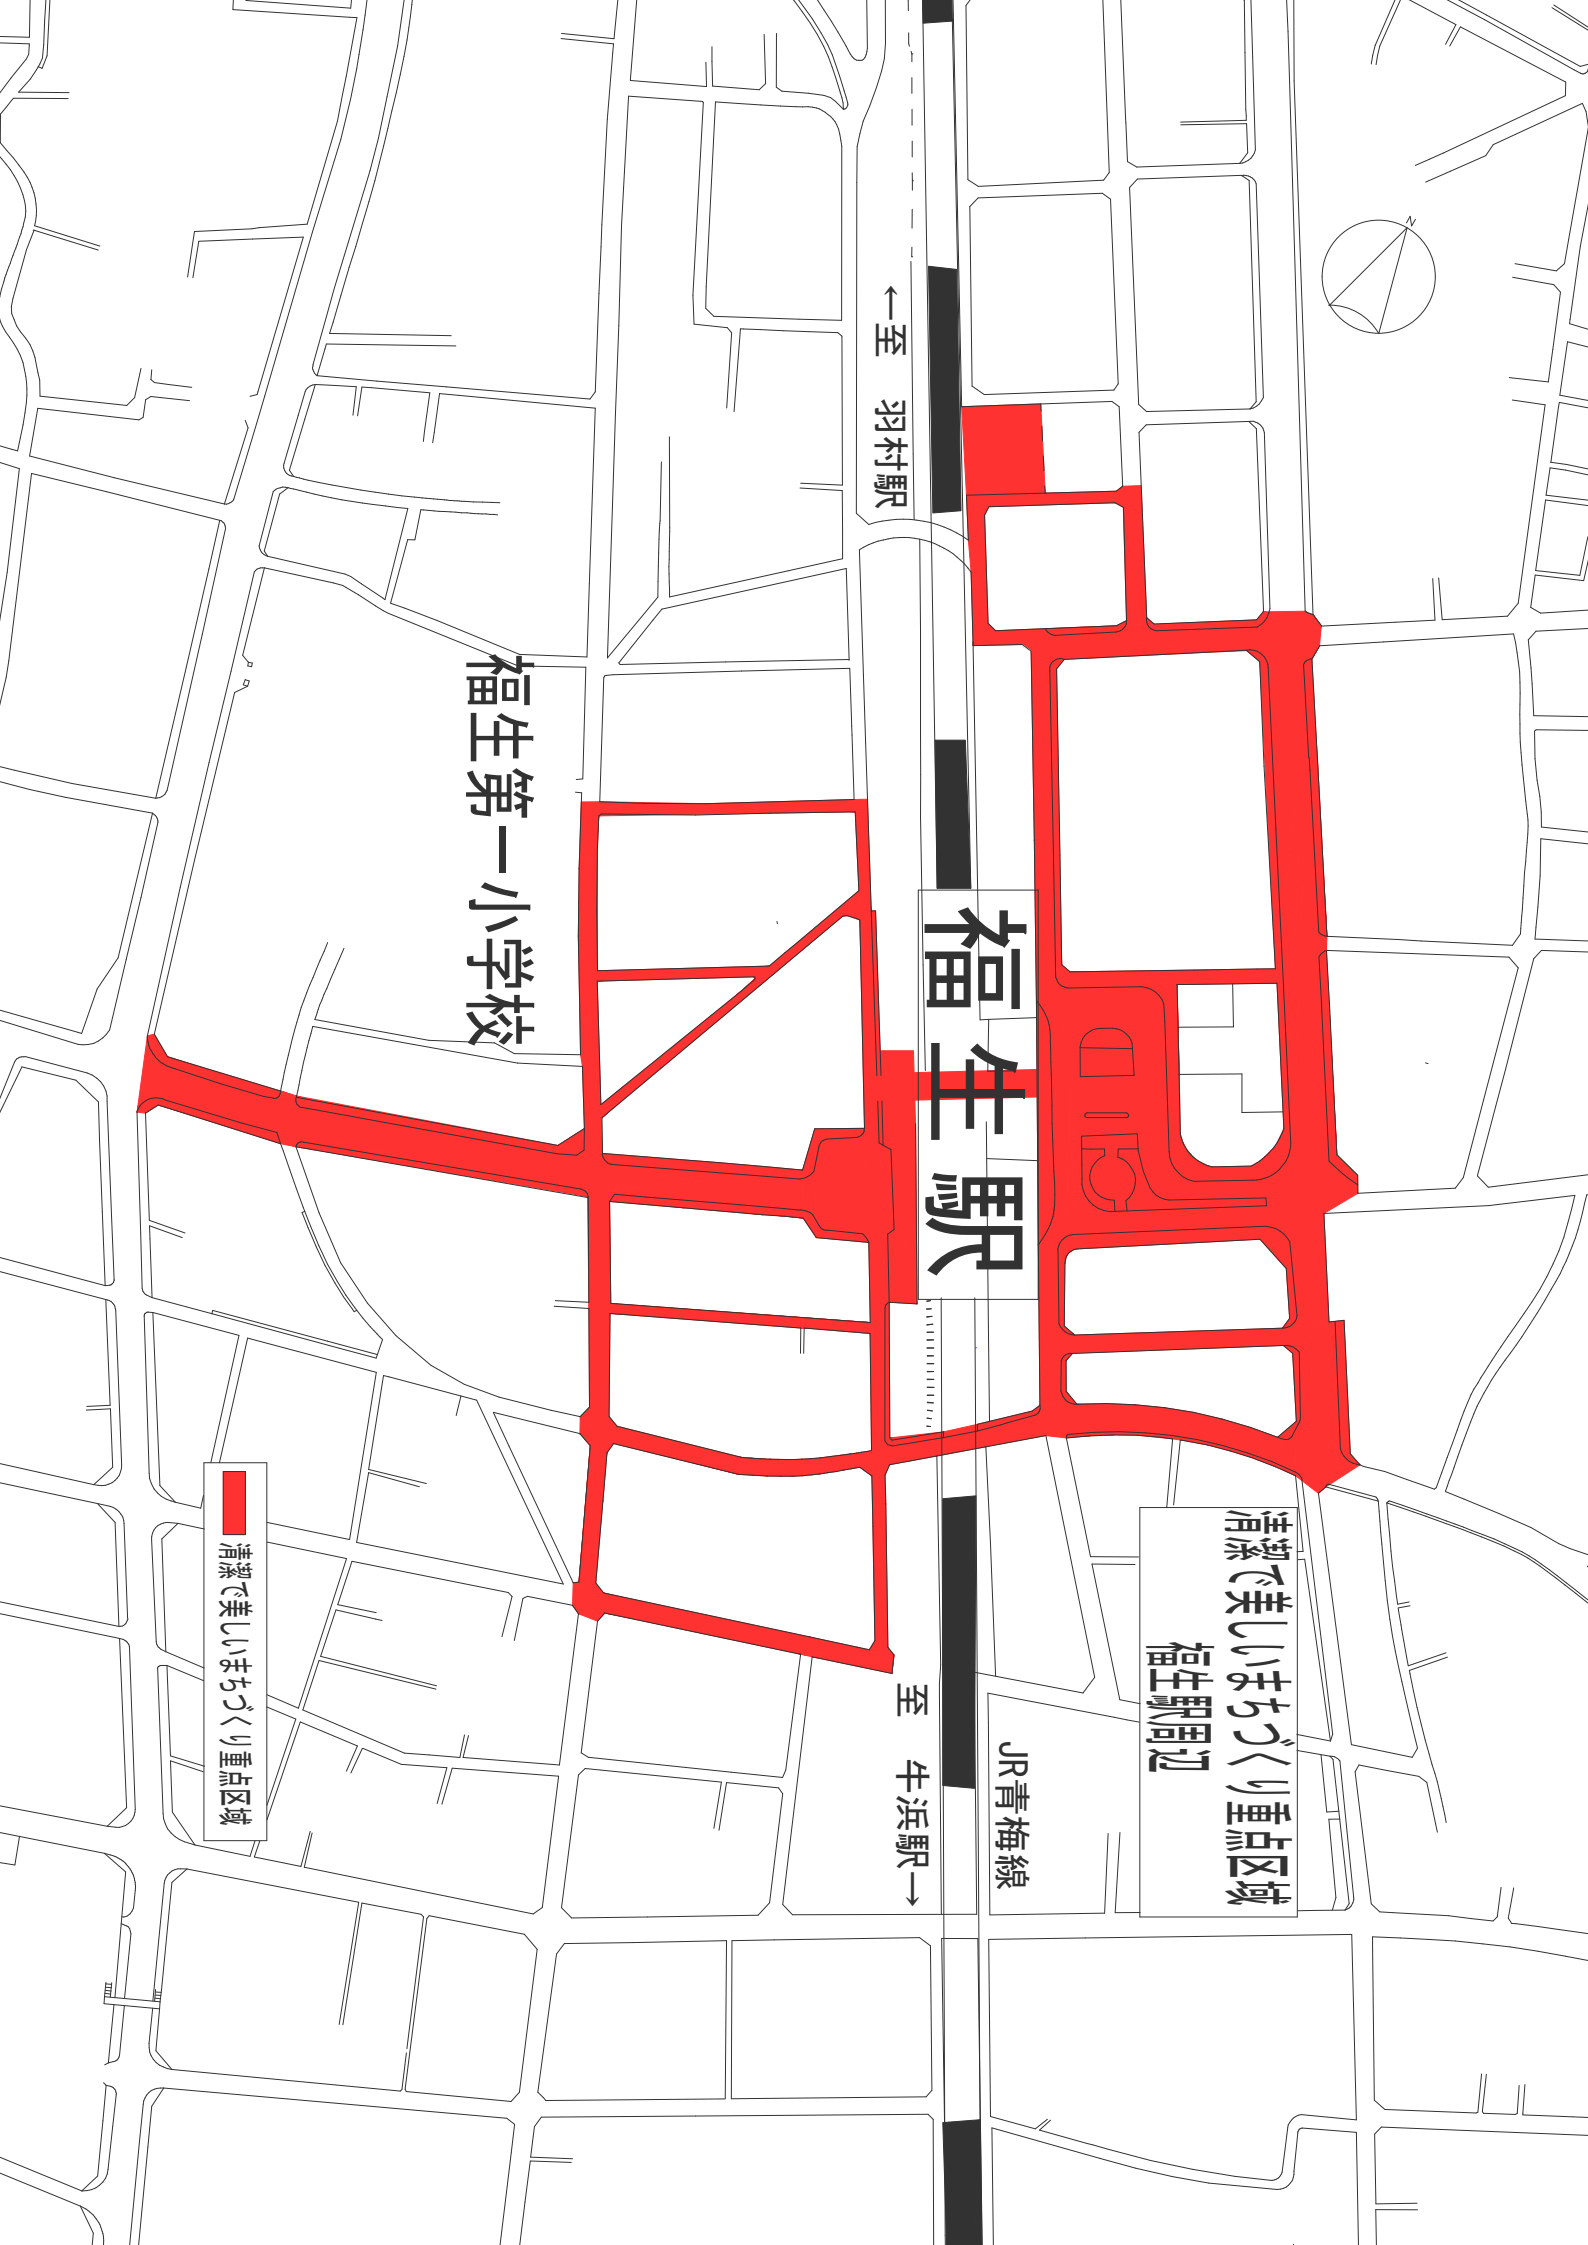 清潔で美しいまちづくり重点区域
福生駅周辺
N
←至　羽村駅
福生駅
福生第一小学校
JR青梅線
至　牛浜駅→
清潔で美しいまちづくり重点区域